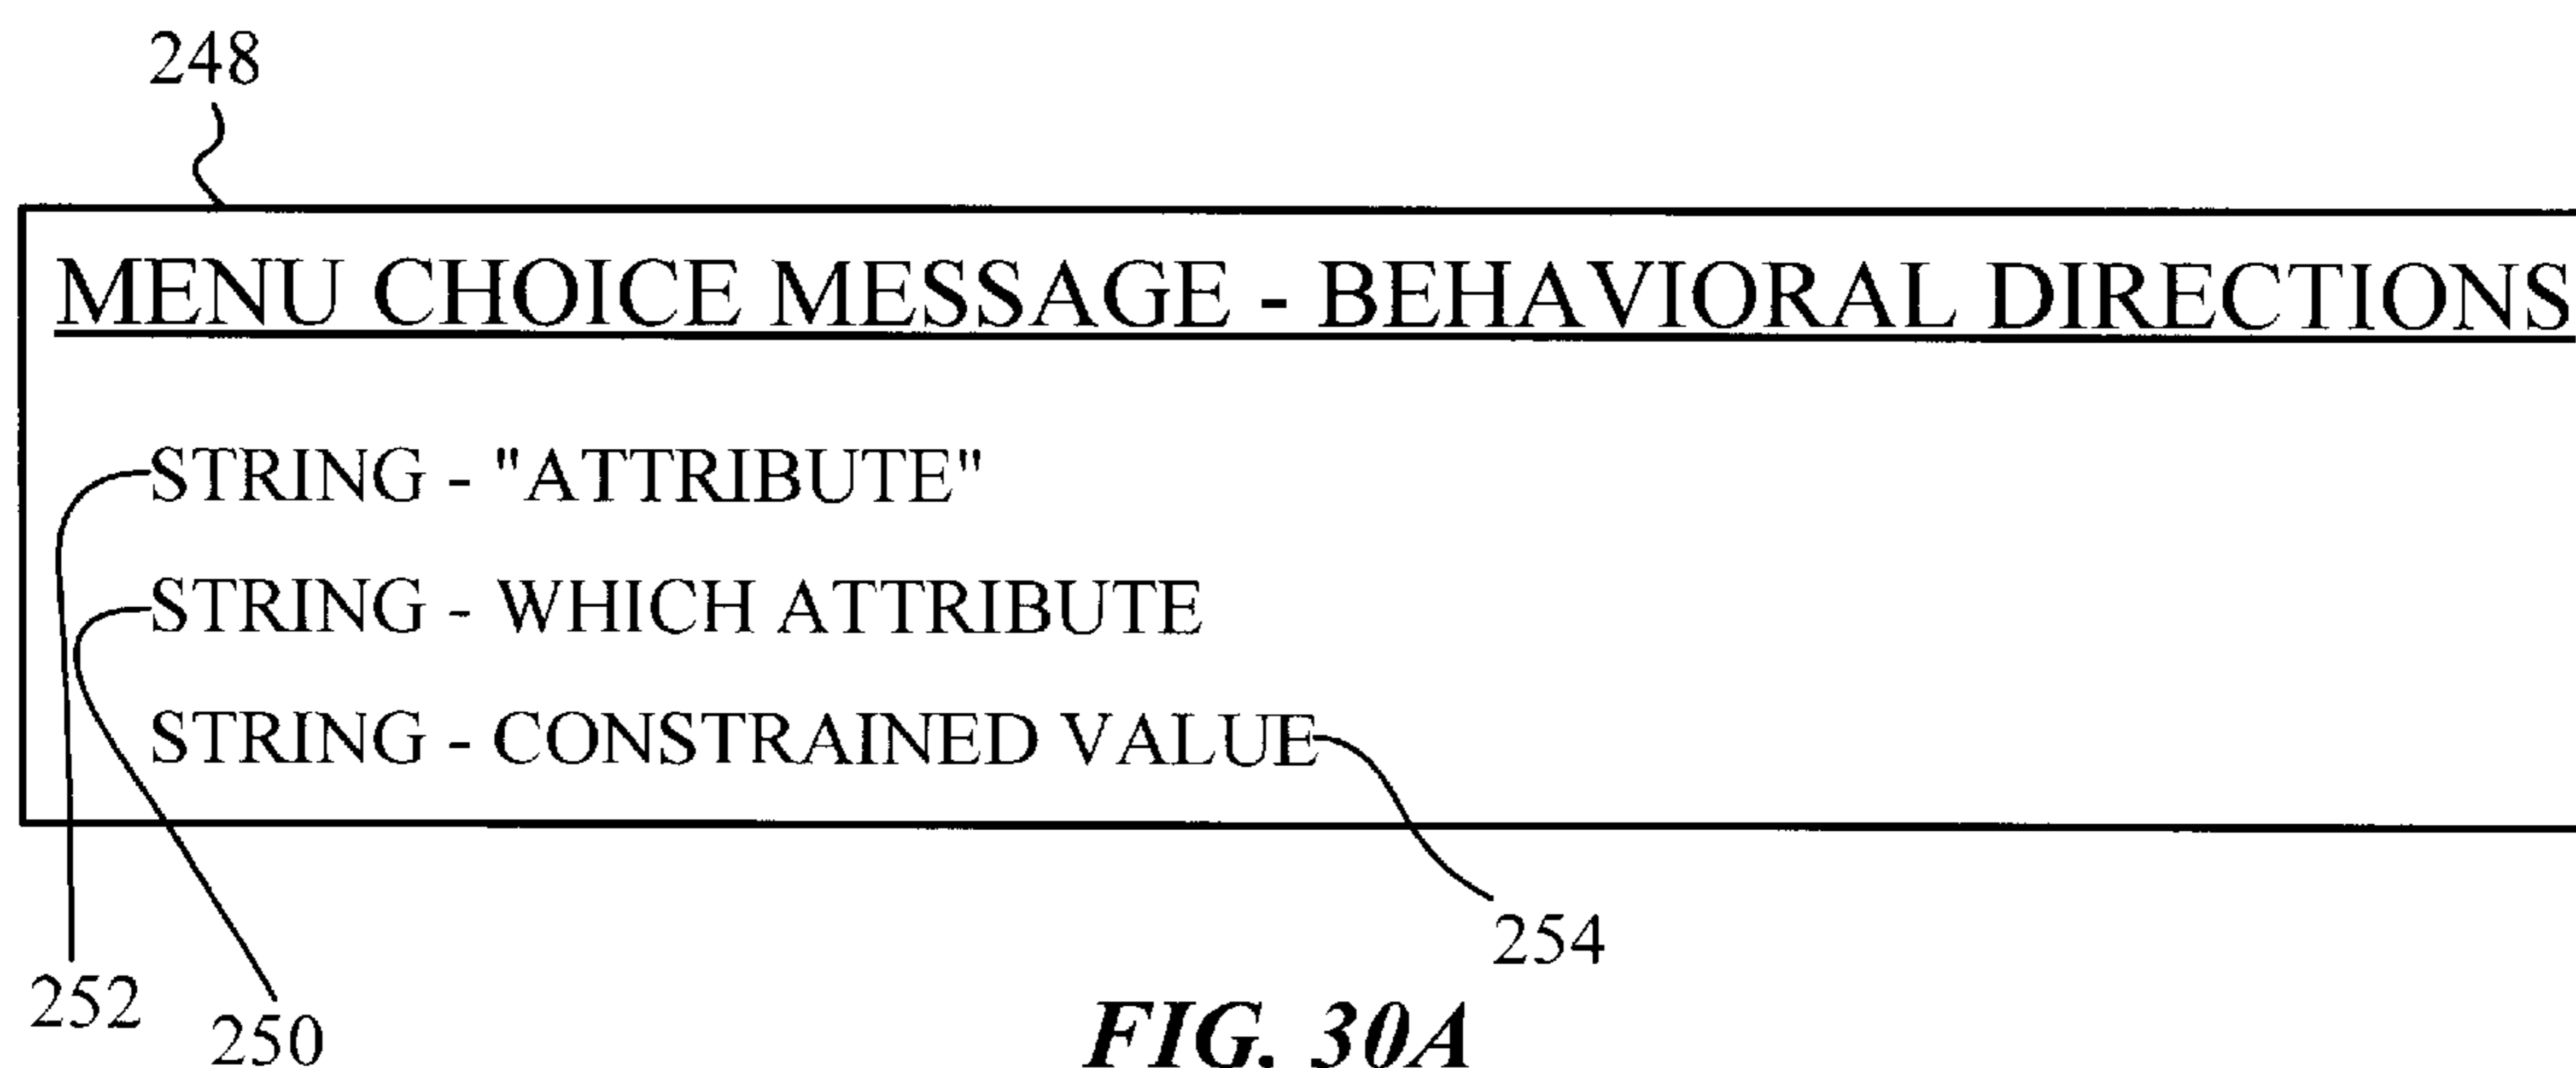 248
MENU CHOICE MESSAGE - BEHAVIORAL DIRECTIONS
STRING - "ATTRIBUTE"
STRING - WHICH ATTRIBUTE
STRING - CONSTRAINED VALUE
254
252
250
FIG. 30A